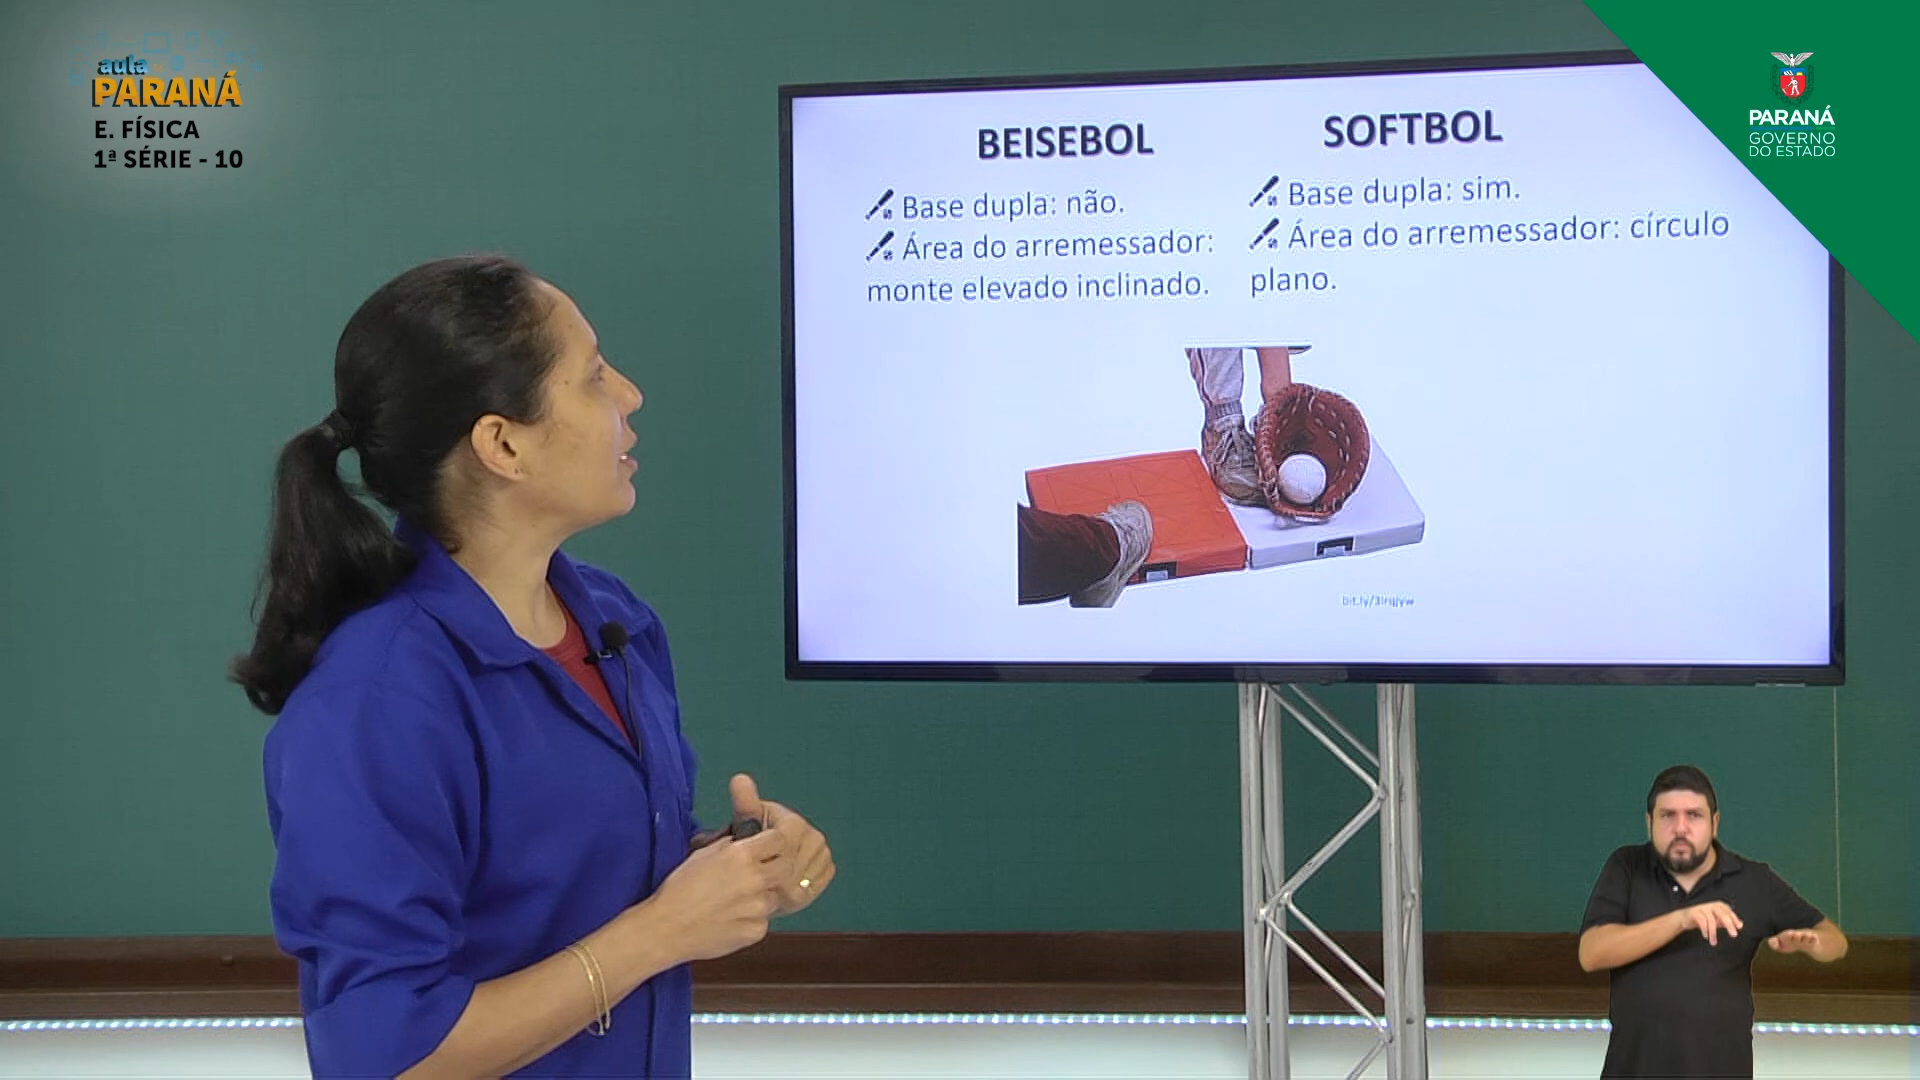 aula
PARANÁ
E. FÍSICA
1ª SÉRIE - 10
BEISEBOL
Base dupla: não.
Área do arremessador:
monte elevado inclinado.
SOFTBOL
Base dupla: sim.
Área do arremessador: círculo
plano.
PARANÁ
GOVERNO
DO ESTADO